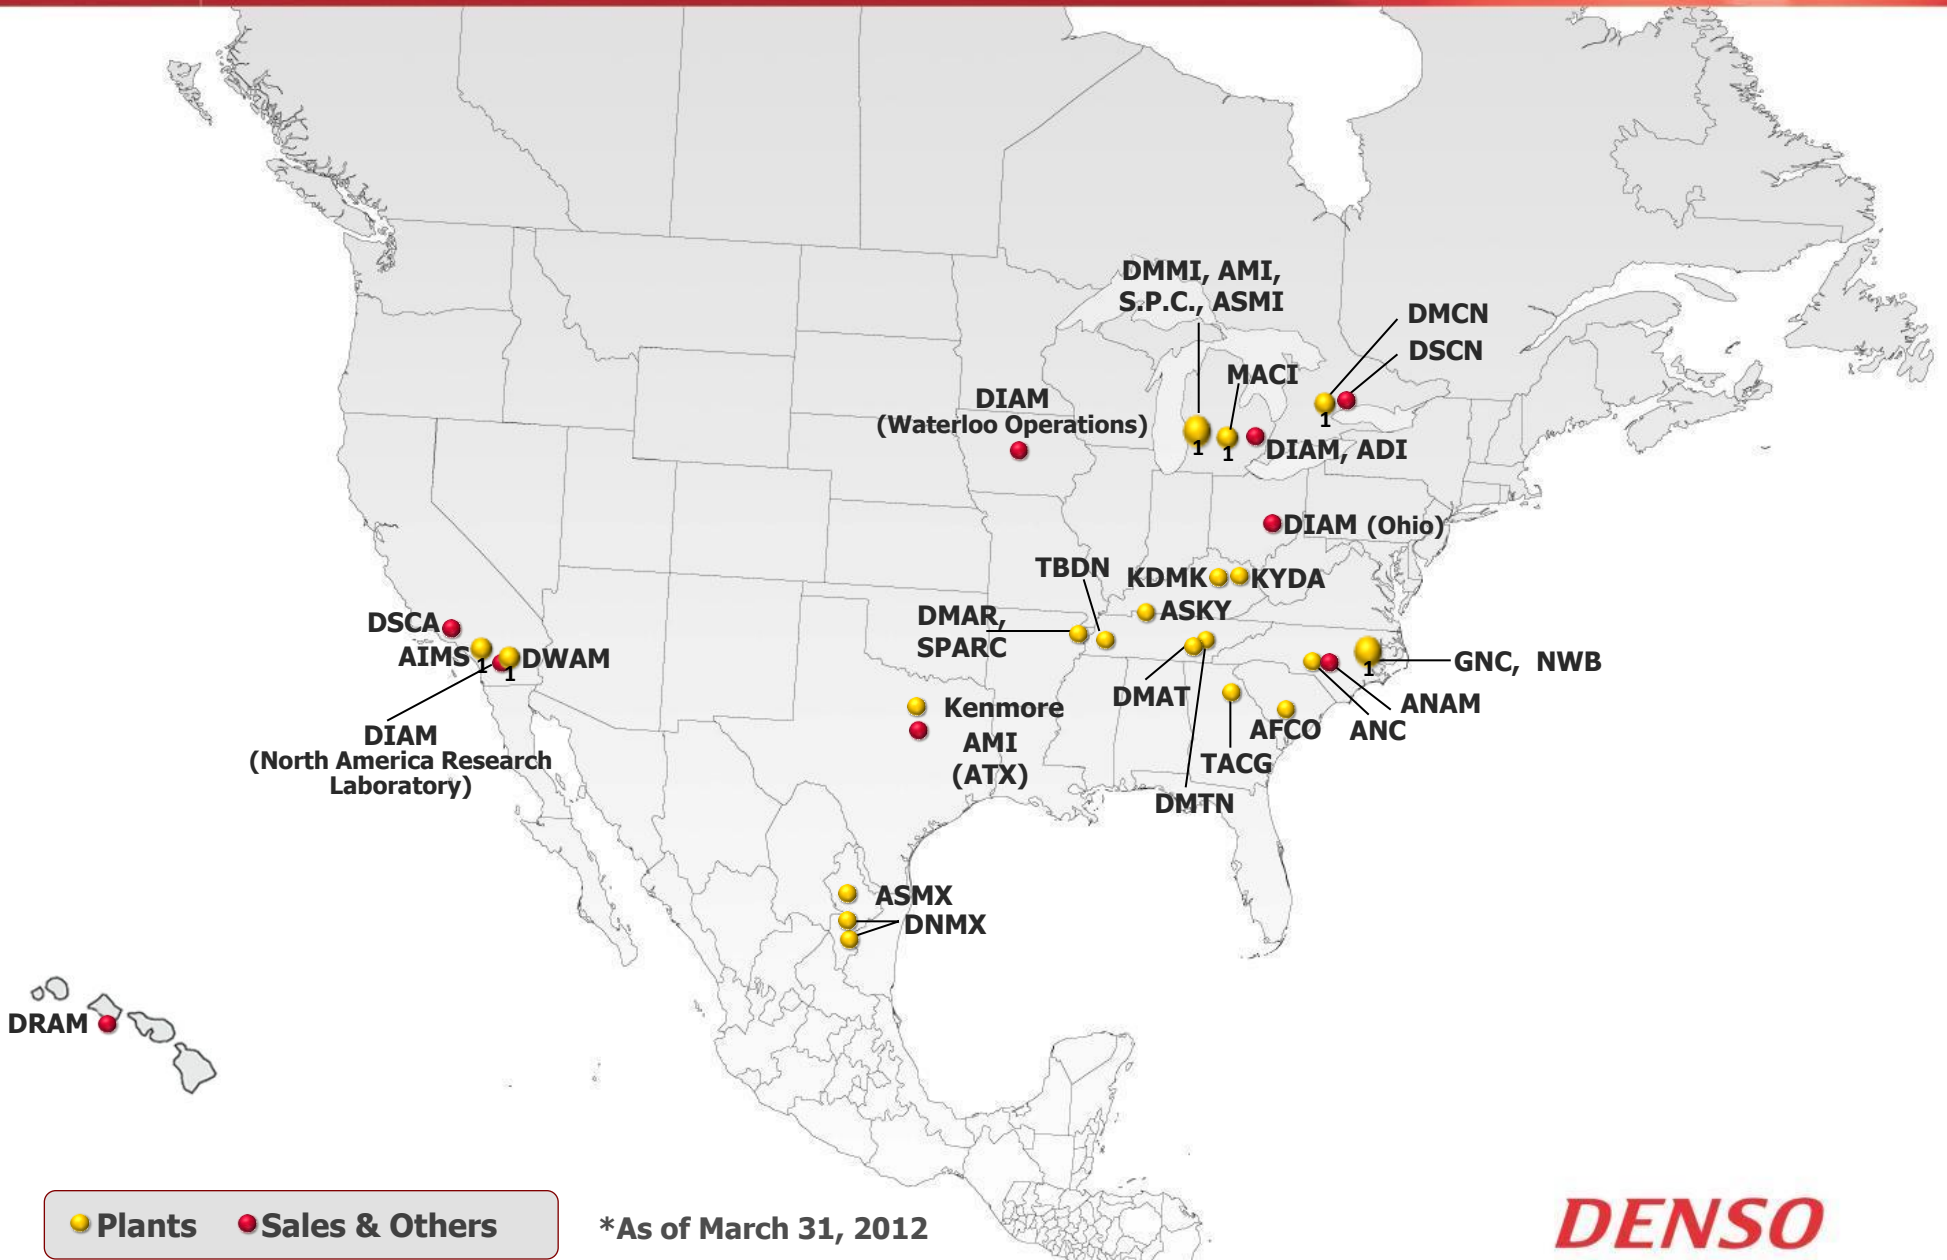 DMMI, AMI,
S.P.C., ASMI
DMCN
DSCN
MACI
DIAM
(Waterloo Operations)
1
1
1
DIAM, ADI
DIAM (Ohio)
TBDN
KDMK
KYDA
ASKY
DMAR,
SPARC
DSCA
AIMS
1
1
DWAM
1
GNC, NWB
DMAT
ANAM
Kenmore
AFCO
ANC
DIAM
(North America Research
Laboratory)
AMI
(ATX)
TACG
DMTN
ASMX
DNMX
DRAM
Plants
Sales & Others
*As of March 31, 2012
DENSO